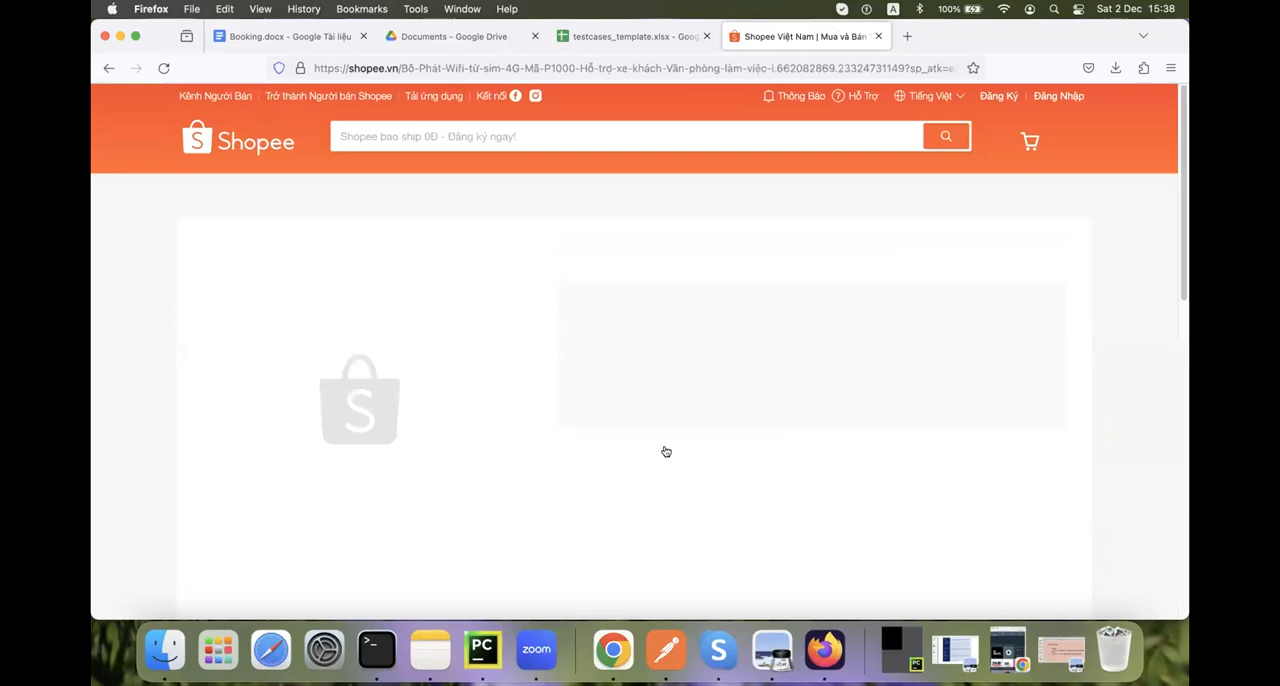 Firefox File Edit View History Bookmarks Tools Window Help A 100% Sat 2 Dec 15:38
Booking.docx - Google Tài liệu Documents - Google Drive testcases_template.xlsx - Goog Shopee Việt Nam | Mua và Bán
https://shopee.vn/Bô-Phát-Wifi-từ-sim-4G-Mã-P1000-Hỗ-trợ-xe-khách-Văn-phòng-làm-việc-i.662082869.23324731149?sp_atk=e
Kênh Người Bán Trở thành Người bán Shopee Tải ứng dụng Kết nối Thông Báo Hỗ Trợ Tiếng Việt Đăng Ký Đăng Nhập
Shopee
Shopee bao ship 0Đ - Đăng ký ngay!
S
PC
zoom
S